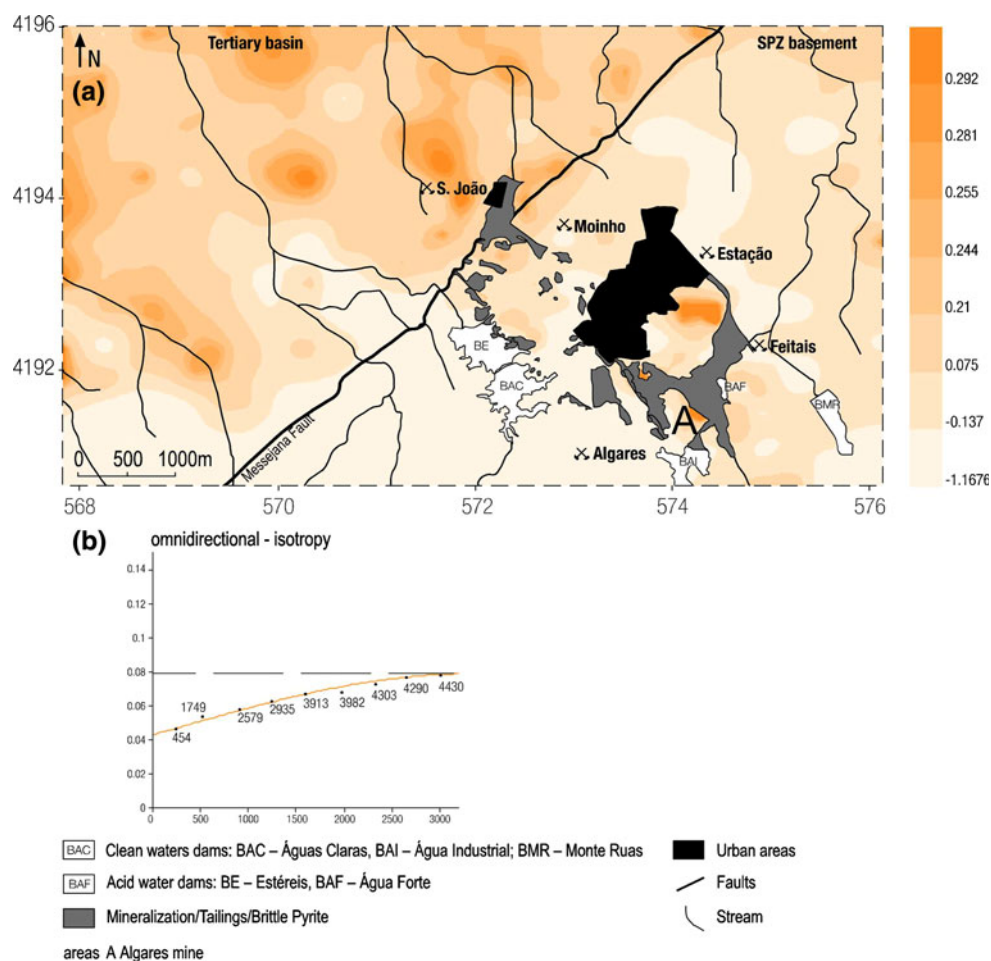 4196
Tertiary basin
SPZ basement
N
(a)
0.292
0.281
4194
S. João
0.255
Moinho
0.244
Estação
0.21
Feitais
4192
BE
0.075
BAC
BAF
BMR
A
-0.137
Messejana Fault
0 500 1000m
Algares
BAI
-1.1676
568 570 572 574 576
(b) omnidirectional - isotropy
0.14
0.12
0.1
0.08
1749
2579
2935
3913
3982
4303
4290
4430
0.06
454
0.04
0.02
0
0 500 1000 1500 2000 2500 3000
BAC Clean waters dams: BAC – Águas Claras, BAI – Água Industrial; BMR – Monte Ruas
Urban areas
BAF Acid water dams: BE – Estéreis, BAF – Água Forte
Faults
Mineralization/Tailings/Brittle Pyrite
Stream
areas A Algares mine